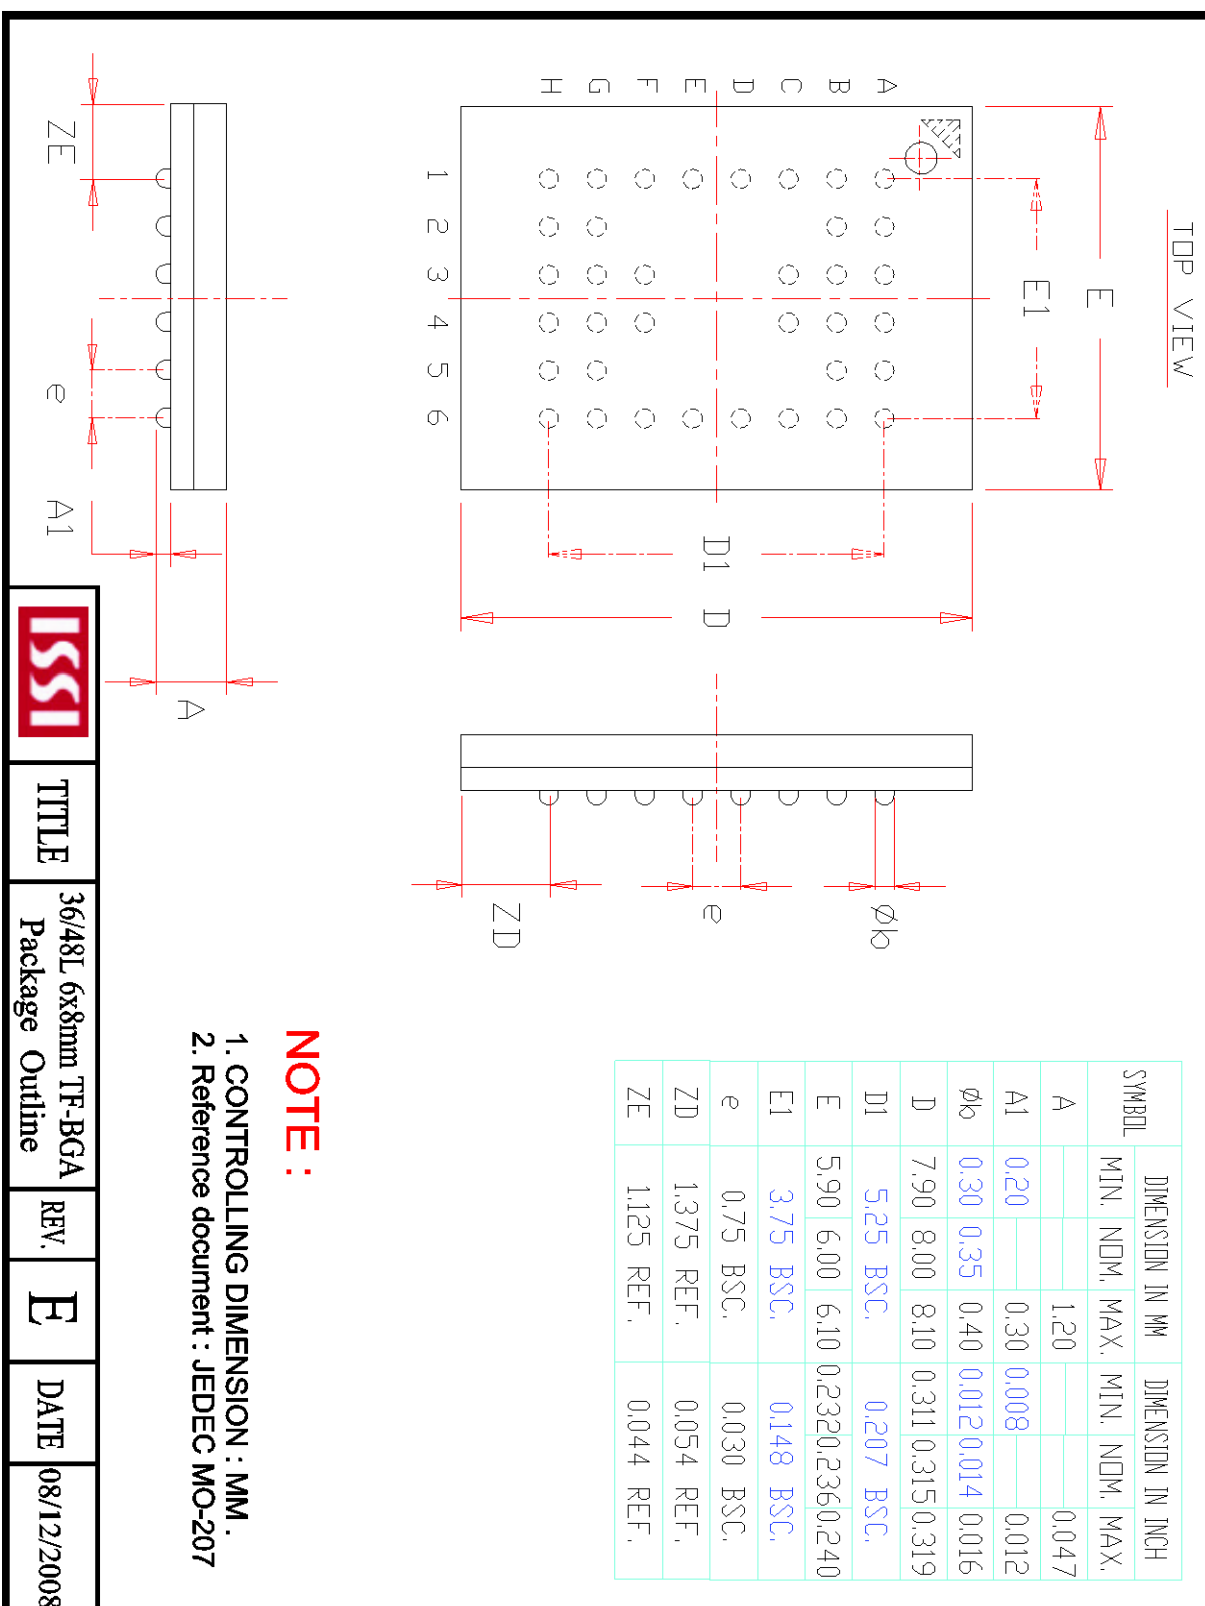 TOP VIEW
A
B
C
D
E
F
G
H
1
2
3
4
5
6
E
E1
D1
D
ZE
e
A1
A
Øb
e
ZD
SYMBOL DIMENSION IN MM DIMENSION IN INCH
MIN. NOM. MAX. MIN. NOM. MAX.
A 1.20 0.047
A1 0.20 0.30 0.008 0.012
Øb 0.30 0.35 0.40 0.012 0.014 0.016
D 7.90 8.00 8.10 0.311 0.315 0.319
D1 5.25 BSC. 0.207 BSC.
E 5.90 6.00 6.10 0.232 0.236 0.240
E1 3.75 BSC. 0.148 BSC.
e 0.75 BSC. 0.030 BSC.
ZD 1.375 REF. 0.054 REF.
ZE 1.125 REF. 0.044 REF.
NOTE :
1. CONTROLLING DIMENSION : MM .
2. Reference document : JEDEC MO-207
ISSI
TITLE
36/48L 6x8mm TF-BGA
Package Outline
REV.
E
DATE
08/12/2008